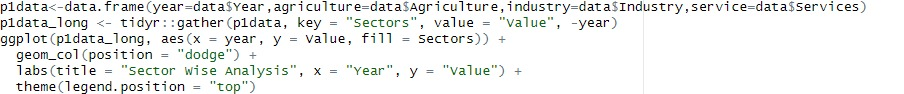 p1data<-data.frame(year=data$Year,agriculture=data$Agriculture,industry=data$Industry,service=data$Services)
p1data_long <- tidyr::gather(p1data, key = "Sectors", value = "Value", -year)
ggplot(p1data_long, aes(x = year, y = Value, fill = Sectors)) +
  geom_col(position = "dodge") +
  labs(title = "Sector Wise Analysis", x = "Year", y = "Value") +
  theme(legend.position = "top")